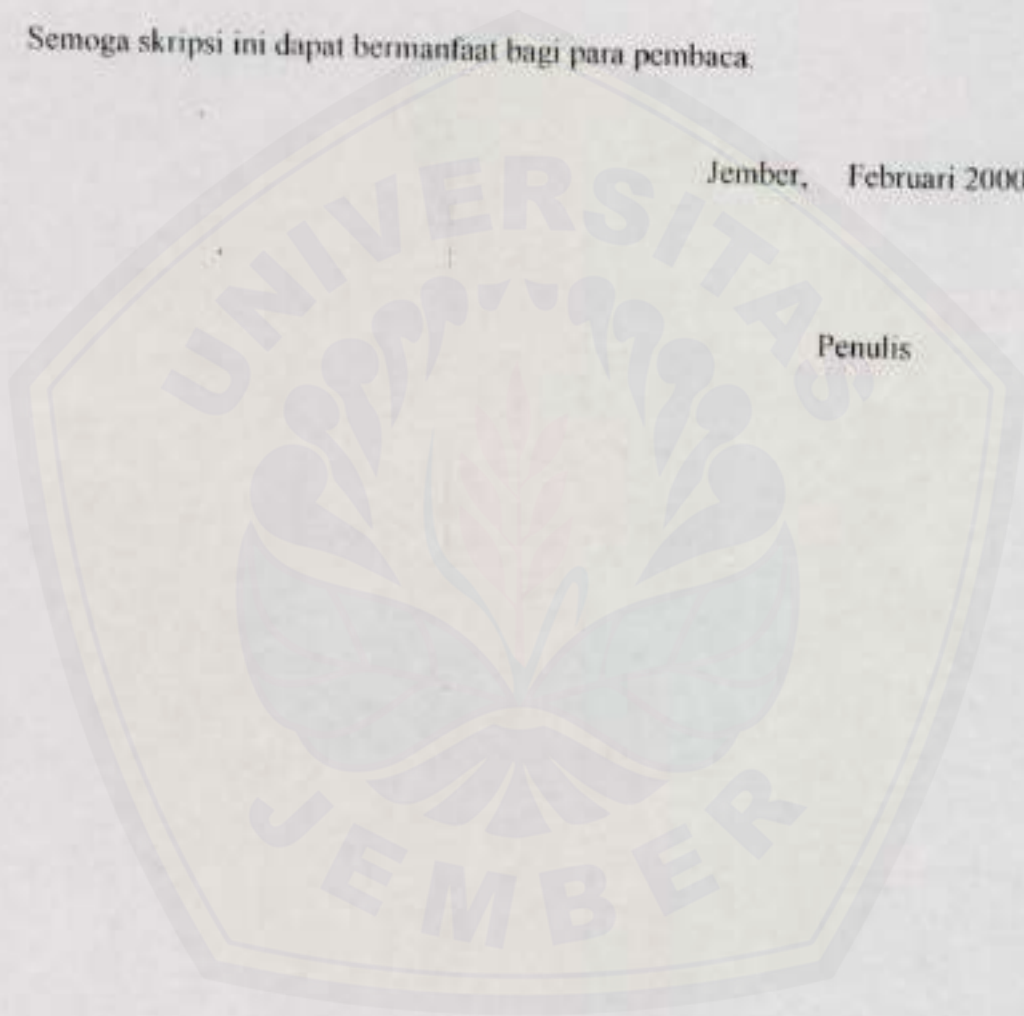 Semoga skripsi ini dapat bermanfaat bagi para pembaca.
Jember, Februari 2000
Penulis
UNIVERSITAS
JEMBER